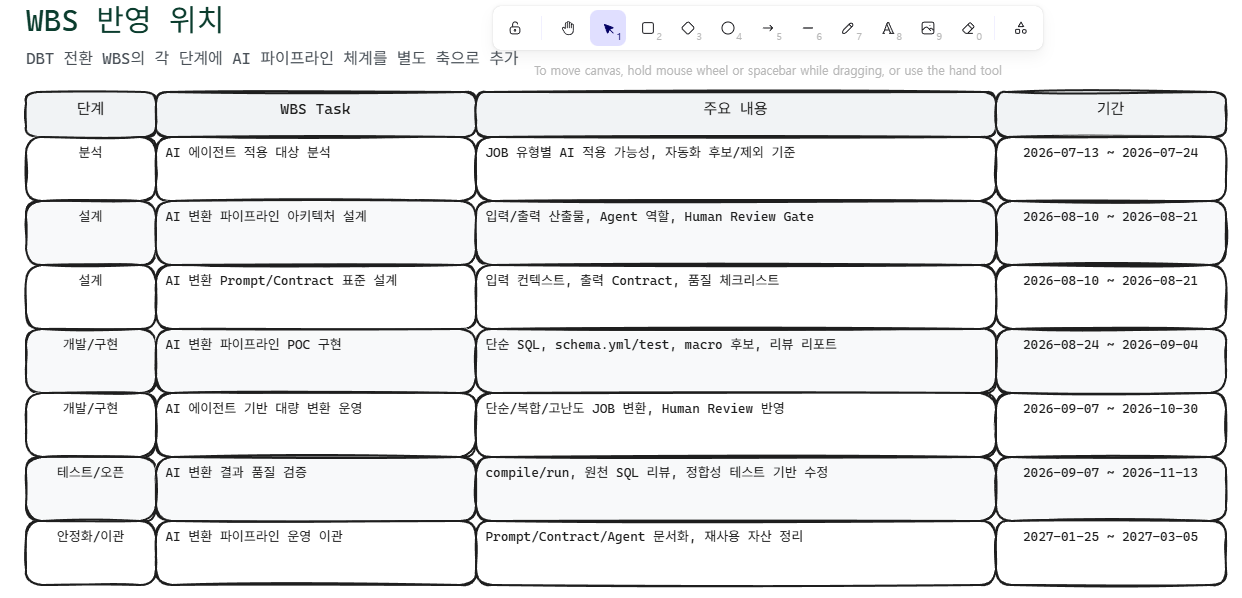 WBS 반영 위치
DBT 전환 WBS의 각 단계에 AI 파이프라인 체계를 별도 축으로 추가
1 2 3 4 5 6 7 8 9 0
To move canvas, hold mouse wheel or spacebar while dragging, or use the hand tool
단계 WBS Task 주요 내용 기간
분석 AI 에이전트 적용 대상 분석 JOB 유형별 AI 적용 가능성, 자동화 후보/제외 기준 2026-07-13 ~ 2026-07-24
설계 AI 변환 파이프라인 아키텍처 설계 입력/출력 산출물, Agent 역할, Human Review Gate 2026-08-10 ~ 2026-08-21
설계 AI 변환 Prompt/Contract 표준 설계 입력 컨텍스트, 출력 Contract, 품질 체크리스트 2026-08-10 ~ 2026-08-21
개발/구현 AI 변환 파이프라인 POC 구현 단순 SQL, schema.yml/test, macro 후보, 리뷰 리포트 2026-08-24 ~ 2026-09-04
개발/구현 AI 에이전트 기반 대량 변환 운영 단순/복합/고난도 JOB 변환, Human Review 반영 2026-09-07 ~ 2026-10-30
테스트/오픈 AI 변환 결과 품질 검증 compile/run, 원천 SQL 리뷰, 정합성 테스트 기반 수정 2026-09-07 ~ 2026-11-13
안정화/이관 AI 변환 파이프라인 운영 이관 Prompt/Contract/Agent 문서화, 재사용 자산 정리 2027-01-25 ~ 2027-03-05